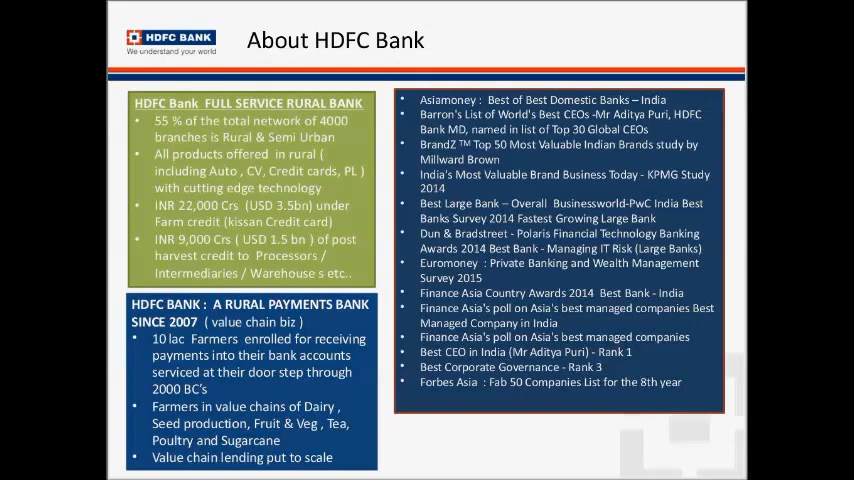 HDFC BANK
We understand your world
About HDFC Bank
HDFC Bank FULL SERVICE RURAL BANK
• 55 % of the total network of 4000
branches is Rural & Semi Urban
• All products offered in rural (
including Auto , CV, Credit cards, PL )
with cutting edge technology
• INR 22,000 Crs (USD 3.5bn) under
Farm credit (kissan Credit card)
• INR 9,000 Crs ( USD 1.5 bn ) of post
harvest credit to Processors /
Intermediaries / Warehouse s etc..
HDFC BANK : A RURAL PAYMENTS BANK
SINCE 2007 ( value chain biz )
• 10 lac Farmers enrolled for receiving
payments into their bank accounts
serviced at their door step through
2000 BC's
• Farmers in value chains of Dairy ,
Seed production, Fruit & Veg , Tea,
Poultry and Sugarcane
• Value chain lending put to scale
• Asiamoney : Best of Best Domestic Banks – India
• Barron's List of World's Best CEOs -Mr Aditya Puri, HDFC
Bank MD, named in list of Top 30 Global CEOs
• BrandZ ™ Top 50 Most Valuable Indian Brands study by
Millward Brown
• India's Most Valuable Brand Business Today - KPMG Study
2014
• Best Large Bank – Overall Businessworld-PwC India Best
Banks Survey 2014 Fastest Growing Large Bank
• Dun & Bradstreet - Polaris Financial Technology Banking
Awards 2014 Best Bank - Managing IT Risk (Large Banks)
• Euromoney : Private Banking and Wealth Management
Survey 2015
• Finance Asia Country Awards 2014 Best Bank - India
• Finance Asia's poll on Asia's best managed companies Best
Managed Company in India
• Finance Asia's poll on Asia's best managed companies
• Best CEO in India (Mr Aditya Puri) - Rank 1
• Best Corporate Governance - Rank 3
• Forbes Asia : Fab 50 Companies List for the 8th year